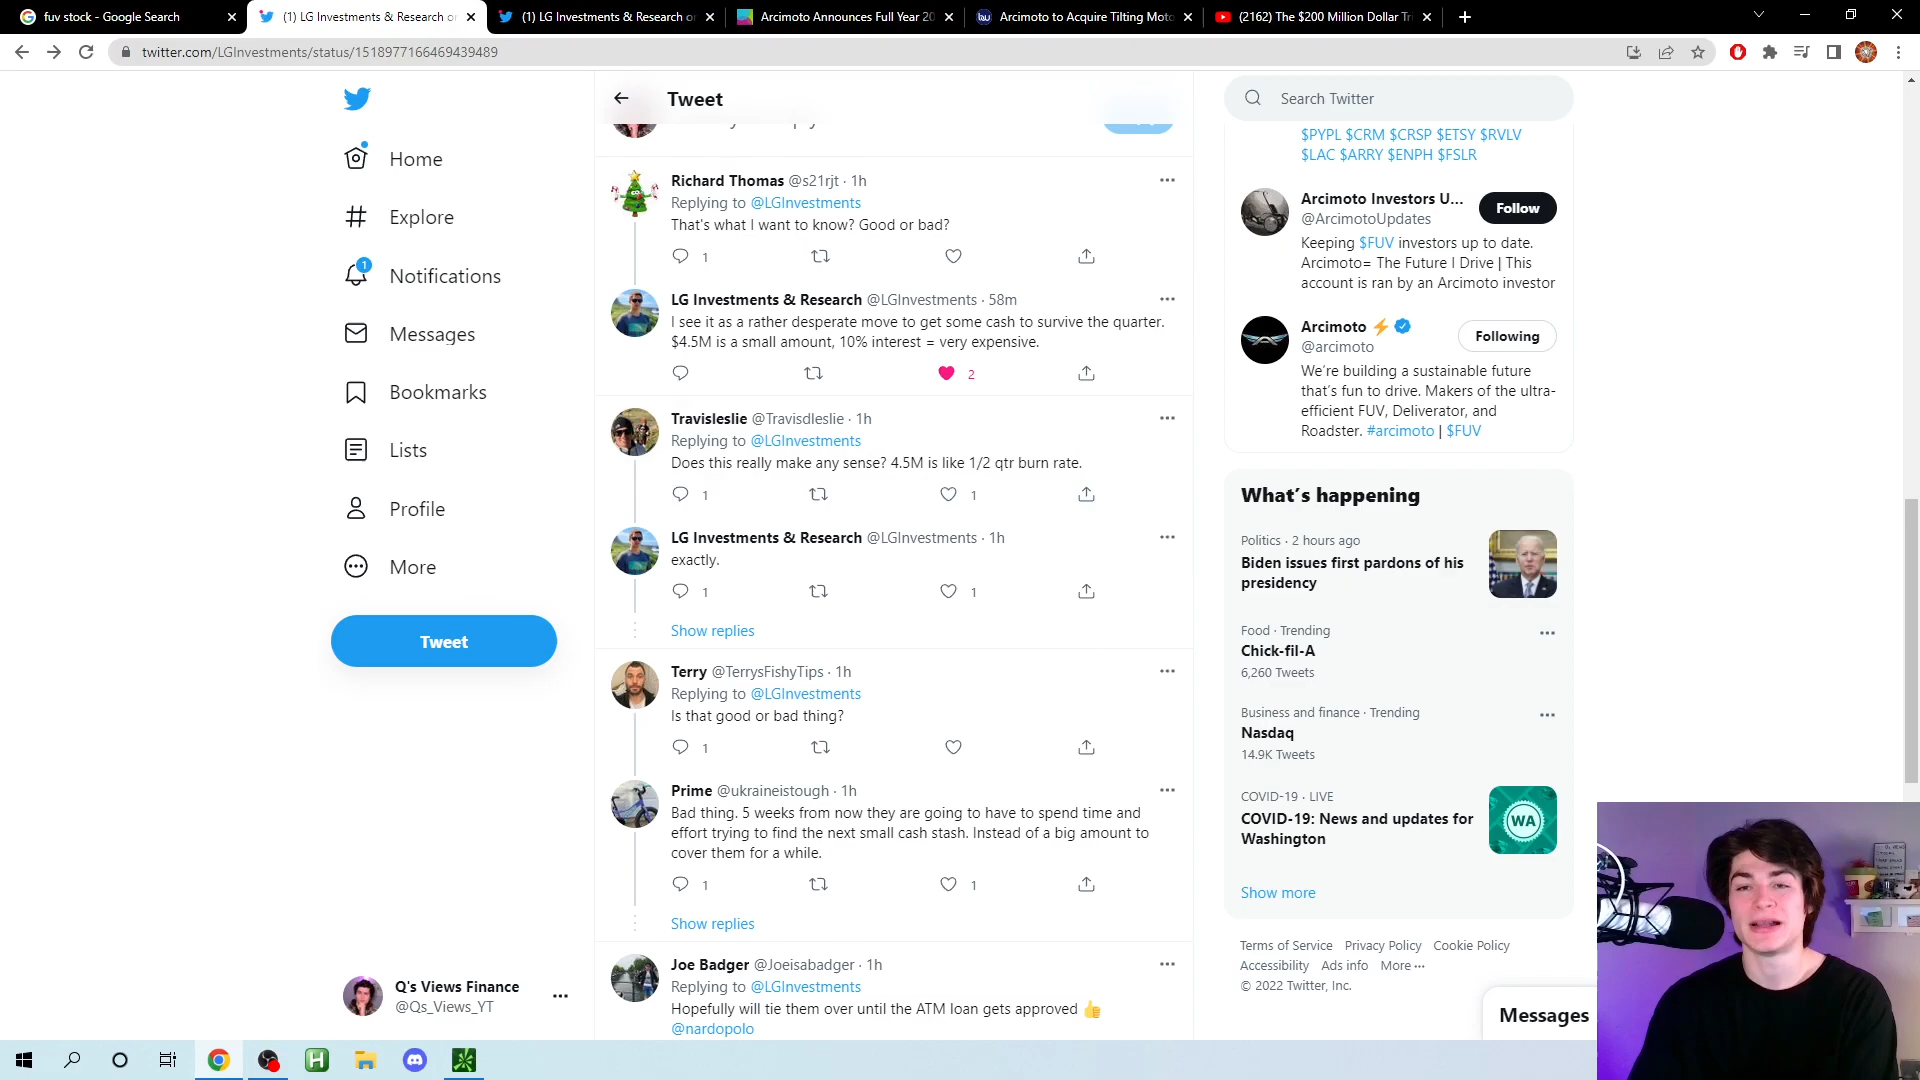 fuv stock - Google Search
(1) LG Investments & Research or
(1) LG Investments & Research or
Arcimoto Announces Full Year 20
Arcimoto to Acquire Tilting Moto
(2162) The $200 Million Dollar Tr
twitter.com/LGInvestments/status/1518977166469439489
Home
Explore
1
Notifications
Messages
Bookmarks
Lists
Profile
More
Tweet
Q's Views Finance
@Qs_Views_YT
Tweet
Richard Thomas @s21rjt · 1h
Replying to @LGInvestments
That's what I want to know? Good or bad?
1
LG Investments & Research @LGInvestments · 58m
I see it as a rather desperate move to get some cash to survive the quarter.
$4.5M is a small amount, 10% interest = very expensive.
2
Travisleslie @Travisdleslie · 1h
Replying to @LGInvestments
Does this really make any sense? 4.5M is like 1/2 qtr burn rate.
1 1
LG Investments & Research @LGInvestments · 1h
exactly.
1 1
Show replies
Terry @TerrysFishyTips · 1h
Replying to @LGInvestments
Is that good or bad thing?
1
Prime @ukraineistough · 1h
Bad thing. 5 weeks from now they are going to have to spend time and
effort trying to find the next small cash stash. Instead of a big amount to
cover them for a while.
1 1
Show replies
Joe Badger @Joeisabadger · 1h
Replying to @LGInvestments
Hopefully will tie them over until the ATM loan gets approved 👍
@nardopolo
Search Twitter
$PYPL $CRM $CRSP $ETSY $RVLV
$LAC $ARRY $ENPH $FSLR
Arcimoto Investors U...
@ArcimotoUpdates
Follow
Keeping $FUV investors up to date.
Arcimoto= The Future I Drive | This
account is ran by an Arcimoto investor
Arcimoto ⚡
@arcimoto
Following
We're building a sustainable future
that's fun to drive. Makers of the ultra-
efficient FUV, Deliverator, and
Roadster. #arcimoto | $FUV
What's happening
Politics · 2 hours ago
Biden issues first pardons of his
presidency
Food · Trending
Chick-fil-A
6,260 Tweets
Business and finance · Trending
Nasdaq
14.9K Tweets
COVID-19 · LIVE
COVID-19: News and updates for
Washington
WA
Show more
Terms of Service Privacy Policy Cookie Policy
Accessibility Ads info More ···
© 2022 Twitter, Inc.
Messages